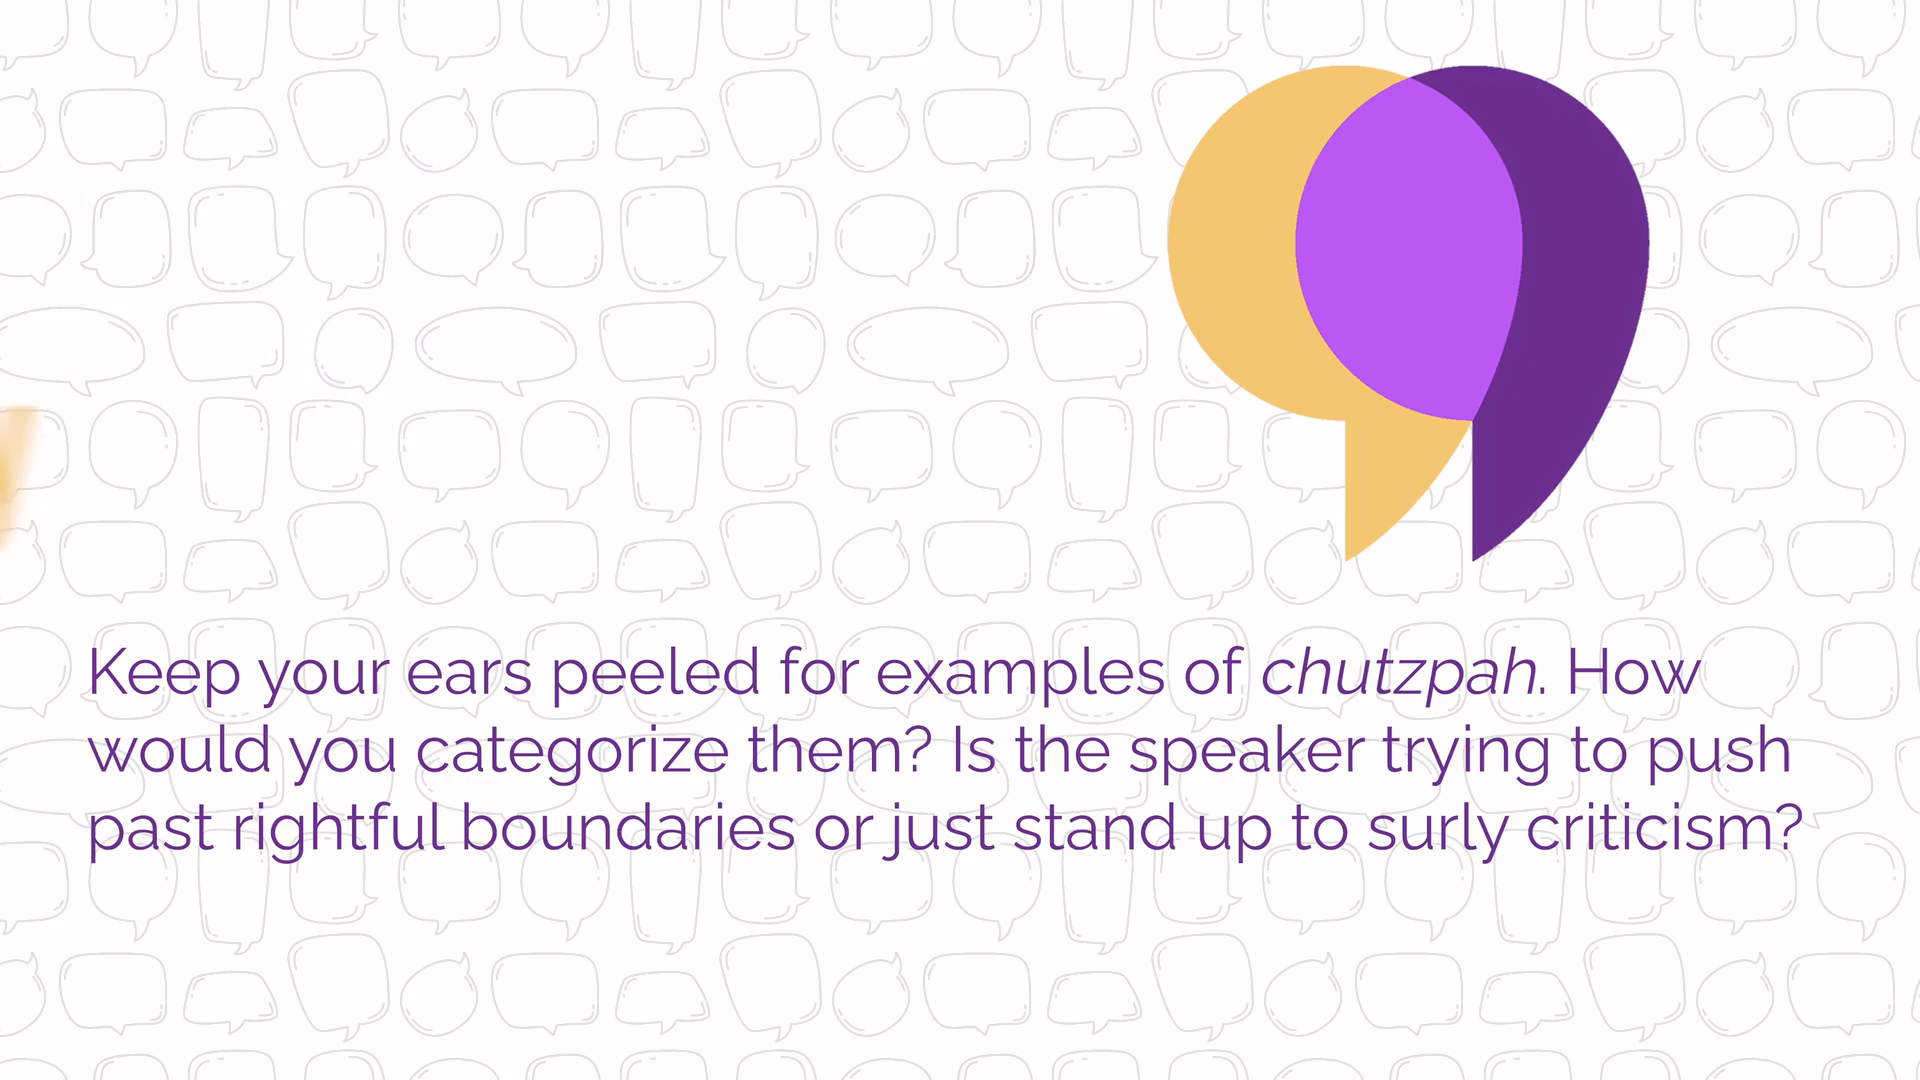 Keep your ears peeled for examples of chutzpah. How
would you categorize them? Is the speaker trying to push
past rightful boundaries or just stand up to surly criticism?